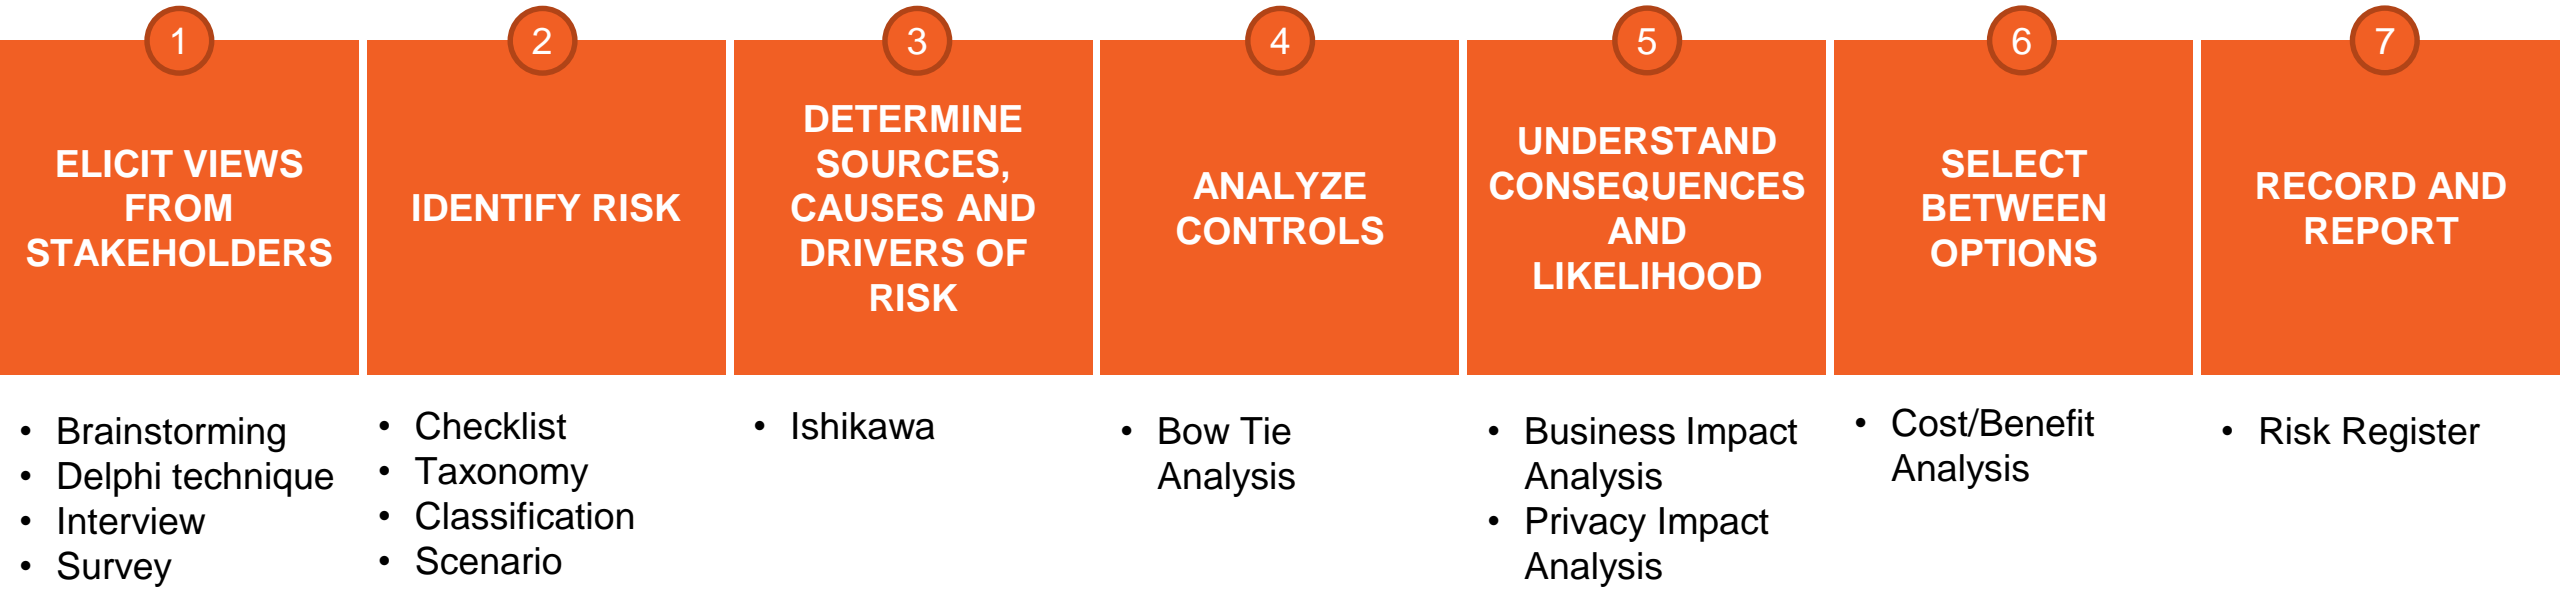 1
ELICIT VIEWS
FROM
STAKEHOLDERS
• Brainstorming
• Delphi technique
• Interview
• Survey
2
IDENTIFY RISK
• Checklist
• Taxonomy
• Classification
• Scenario
3
DETERMINE
SOURCES,
CAUSES AND
DRIVERS OF
RISK
• Ishikawa
4
ANALYZE
CONTROLS
• Bow Tie
Analysis
5
UNDERSTAND
CONSEQUENCES
AND
LIKELIHOOD
• Business Impact
Analysis
• Privacy Impact
Analysis
6
SELECT
BETWEEN
OPTIONS
• Cost/Benefit
Analysis
7
RECORD AND
REPORT
• Risk Register